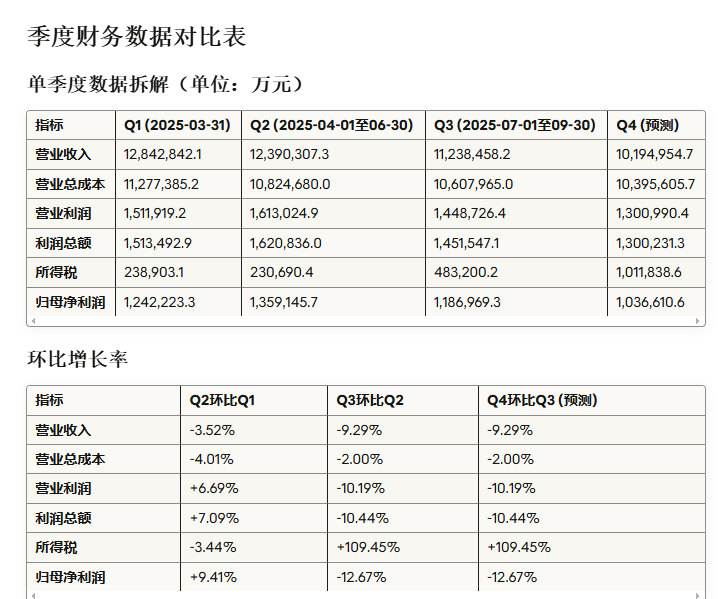 季度财务数据对比表
单季度数据拆解（单位：万元）
指标 Q1 (2025-03-31) Q2 (2025-04-01至06-30) Q3 (2025-07-01至09-30) Q4 (预测)
营业收入 12,842,842.1 12,390,307.3 11,238,458.2 10,194,954.7
营业总成本 11,277,385.2 10,824,680.0 10,607,965.0 10,395,605.7
营业利润 1,511,919.2 1,613,024.9 1,448,726.4 1,300,990.4
利润总额 1,513,492.9 1,620,836.0 1,451,547.1 1,300,231.3
所得税 238,903.1 230,690.4 483,200.2 1,011,838.6
归母净利润 1,242,223.3 1,359,145.7 1,186,969.3 1,036,610.6
环比增长率
指标 Q2环比Q1 Q3环比Q2 Q4环比Q3 (预测)
营业收入 -3.52% -9.29% -9.29%
营业总成本 -4.01% -2.00% -2.00%
营业利润 +6.69% -10.19% -10.19%
利润总额 +7.09% -10.44% -10.44%
所得税 -3.44% +109.45% +109.45%
归母净利润 +9.41% -12.67% -12.67%